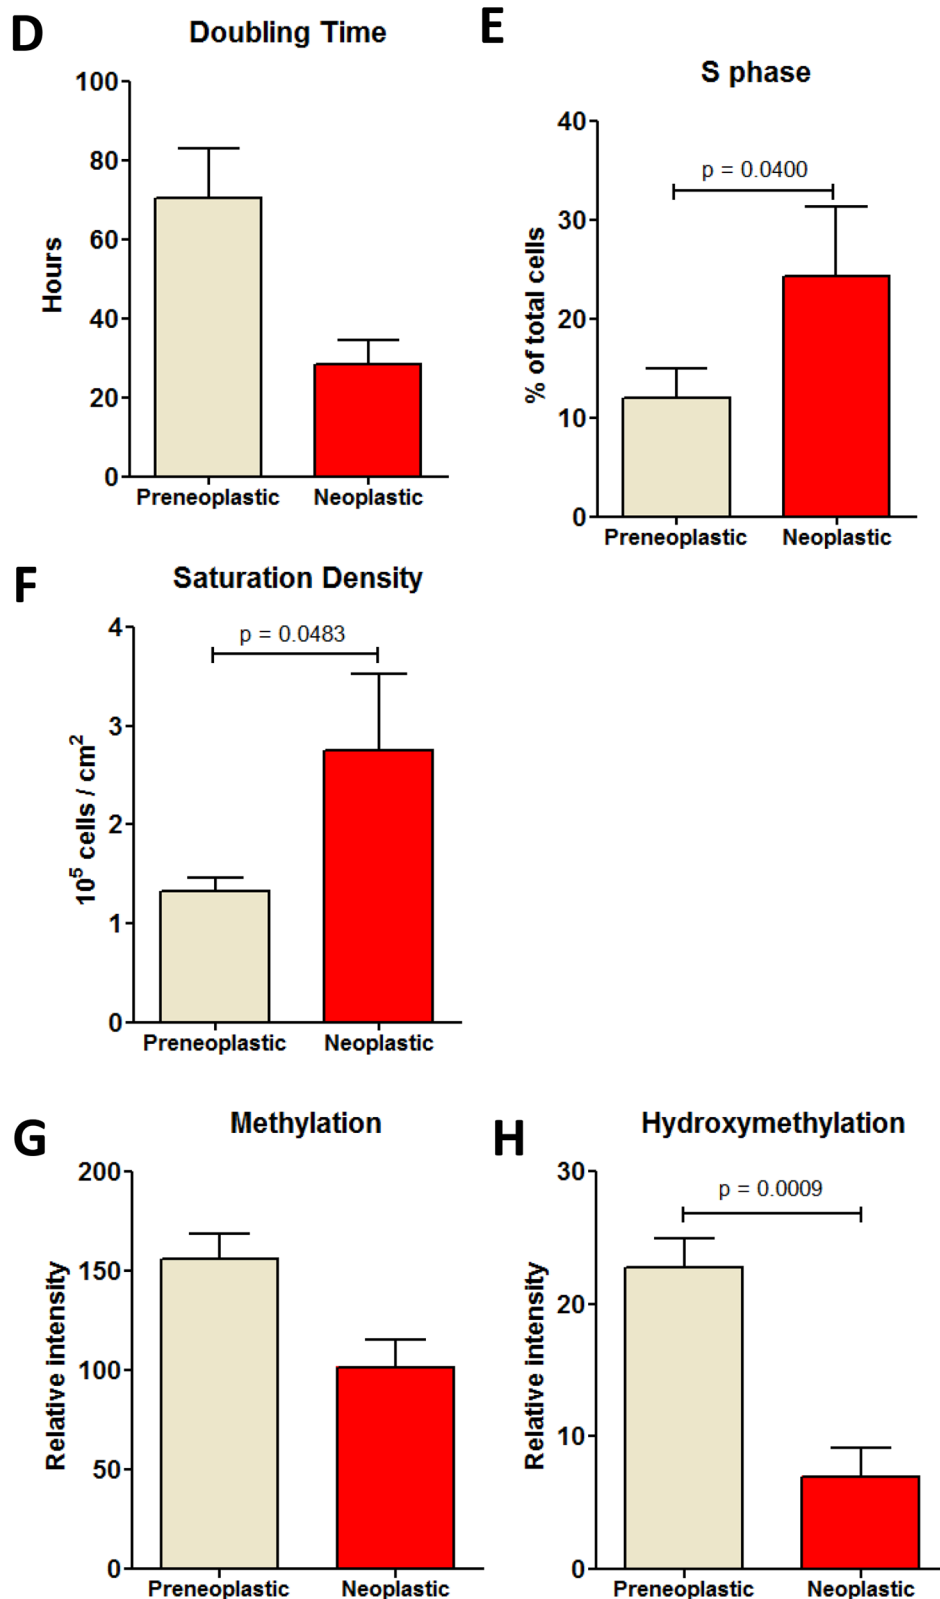 D
Doubling Time
100
80
60
40
20
0
Hours
Preneoplastic Neoplastic
E
S phase
40
30
20
10
0
% of total cells
p = 0.0400
Preneoplastic Neoplastic
F
Saturation Density
4
3
2
1
0
10⁵ cells / cm²
p = 0.0483
Preneoplastic Neoplastic
G
Methylation
200
150
100
50
0
Relative intensity
Preneoplastic Neoplastic
H
Hydroxymethylation
30
20
10
0
Relative intensity
p = 0.0009
Preneoplastic Neoplastic